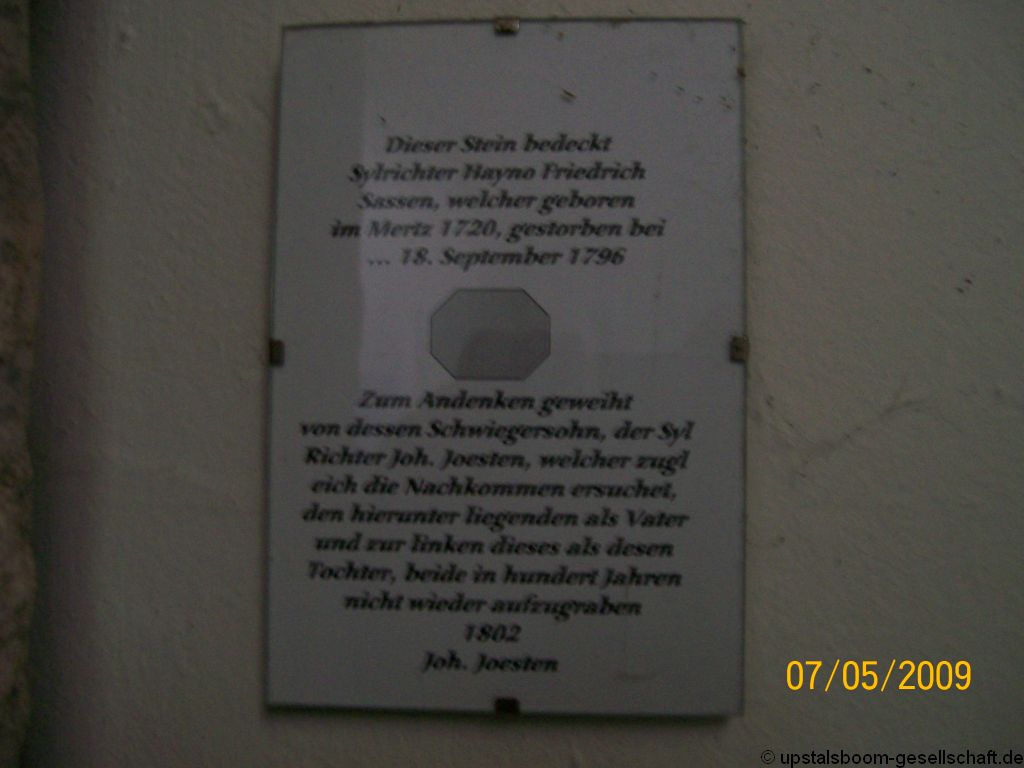 Dieser Stein bedeckt
Sylrichter Hayno Friedrich
Sassen, welcher geboren
im Mertz 1720, gestorben bei
... 18. September 1796
Zum Andenken geweiht
von dessen Schwiegersohn, der Syl
Richter Joh. Joesten, welcher zugl
eich die Nachkommen ersuchet,
den hierunter liegenden als Vater
und zur linken dieses als desen
Tochter, beide in hundert Jahren
nicht wieder aufzugraben
1802
Joh. Joesten
07/05/2009
© upstalsboom-gesellschaft.de